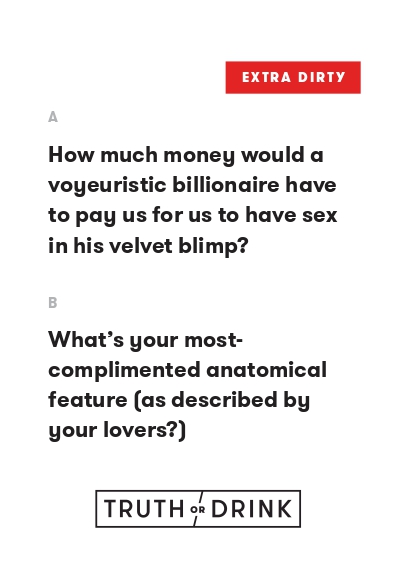 EXTRA DIRTY
A
How much money would a
voyeuristic billionaire have
to pay us for us to have sex
in his velvet blimp?
B
What’s your most-
complimented anatomical
feature (as described by
your lovers?)
TRUTH OR DRINK